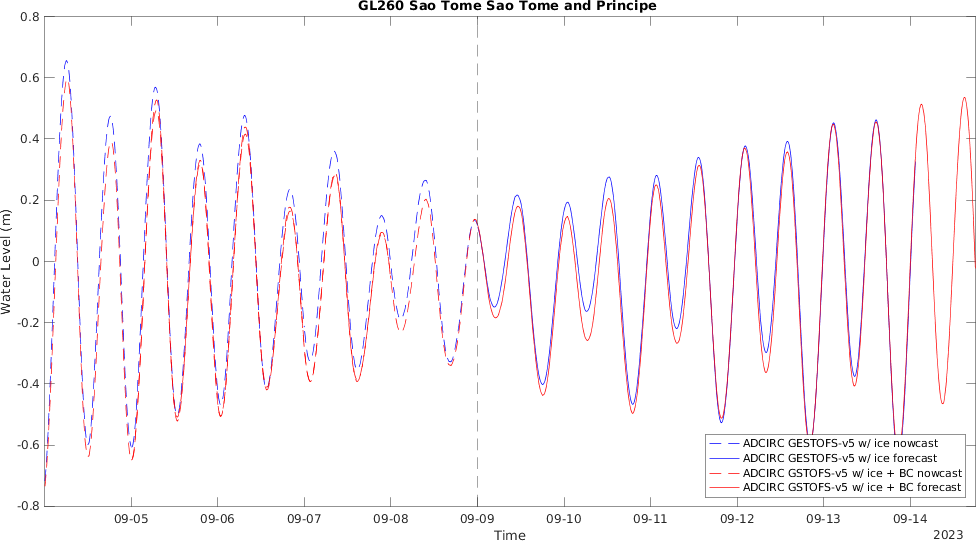 GL260 Sao Tome Sao Tome and Principe
0.8
0.6
0.4
0.2
0
-0.2
-0.4
-0.6
-0.8
Water Level (m)
ADCIRC GESTOFS-v5 w/ ice nowcast
ADCIRC GESTOFS-v5 w/ ice forecast
ADCIRC GSTOFS-v5 w/ ice + BC nowcast
ADCIRC GSTOFS-v5 w/ ice + BC forecast
09-05 09-06 09-07 09-08 09-09 09-10 09-11 09-12 09-13 09-14
Time
2023